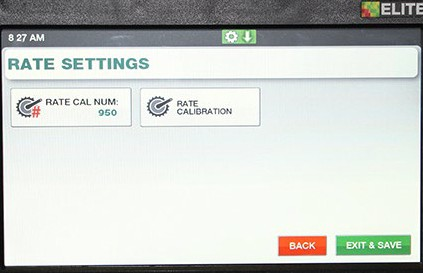 ELITE
8 27 AM
RATE SETTINGS
RATE CAL NUM:
950
RATE
CALIBRATION
#
BACK
EXIT & SAVE